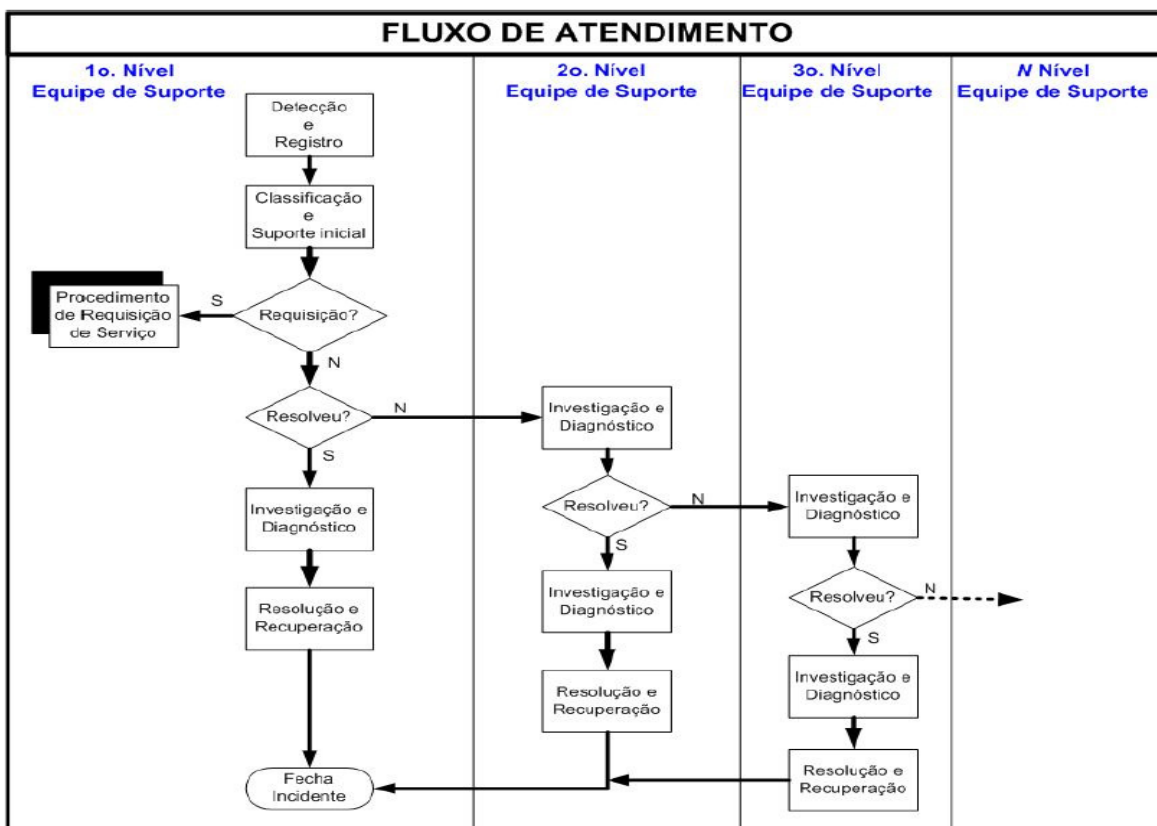 FLUXO DE ATENDIMENTO
1o. Nível
Equipe de Suporte
2o. Nível
Equipe de Suporte
3o. Nível
Equipe de Suporte
N Nível
Equipe de Suporte
Detecção
e
Registro
Classificação
e
Suporte inicial
Requisição?
S
Procedimento
de Requisição
de Serviço
N
Resolveu?
N
S
Investigação e
Diagnóstico
Resolução e
Recuperação
Fecha
Incidente
Investigação e
Diagnóstico
Resolveu?
N
S
Investigação e
Diagnóstico
Resolução e
Recuperação
Investigação e
Diagnóstico
Resolveu?
N
S
Investigação e
Diagnóstico
Resolução e
Recuperação